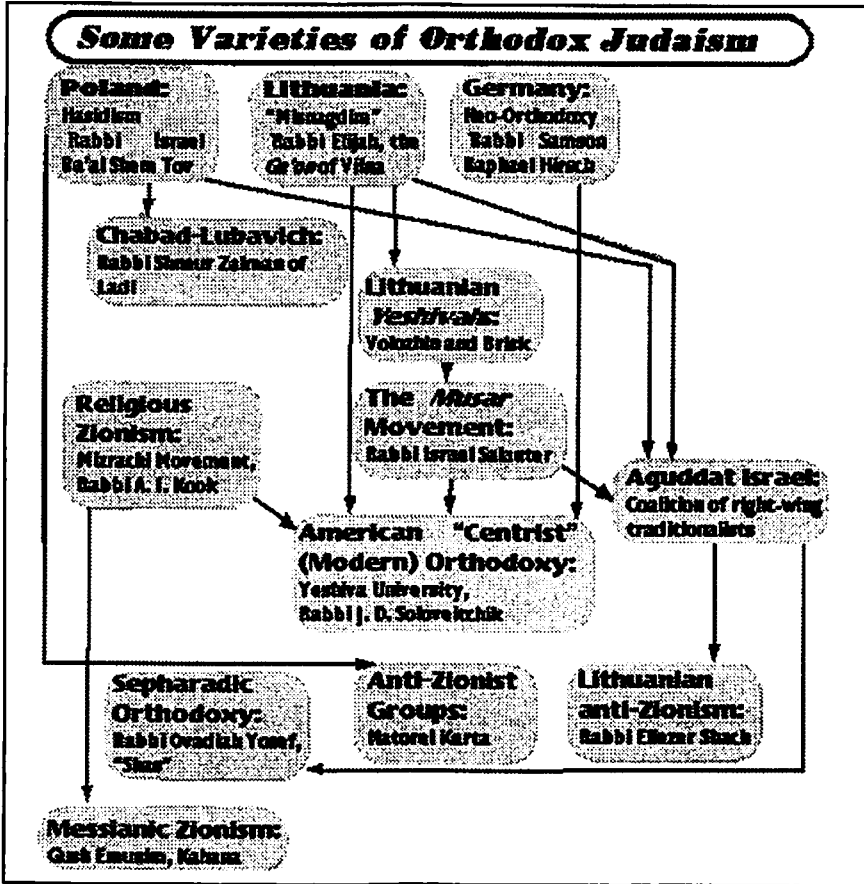 Some Varieties of Orthodox Judaism
Poland:
Hasidism
Rabbi Israel
Ba'al Shem Tov
Lithuania:
"Misnagdim"
Rabbi Elijah, the
Ga'on of Vilna
Germany:
Neo-Orthodoxy
Rabbi Samson
Raphael Hirsch
Chabad-Lubavich:
Rabbi Shneur Zalman of
Ladi
Lithuanian
Yeshivahs:
Volozhin and Brisk
Religious
Zionism:
Mizrachi Movement,
Rabbi A. I. Kook
The Musar
Movement:
Rabbi Israel Salanter
Aguddat Israel:
Coalition of right-wing
traditionalists
American "Centrist"
(Modern) Orthodoxy:
Yeshiva University,
Rabbi J. D. Soloveitchik
Sepharadic
Orthodoxy:
Rabbi Ovadiah Yosef,
"Shas"
Anti-Zionist
Groups:
Natorei Karta
Lithuanian
anti-Zionism:
Rabbi Eliezer Shach
Messianic Zionism:
Gush Emunim, Kahana